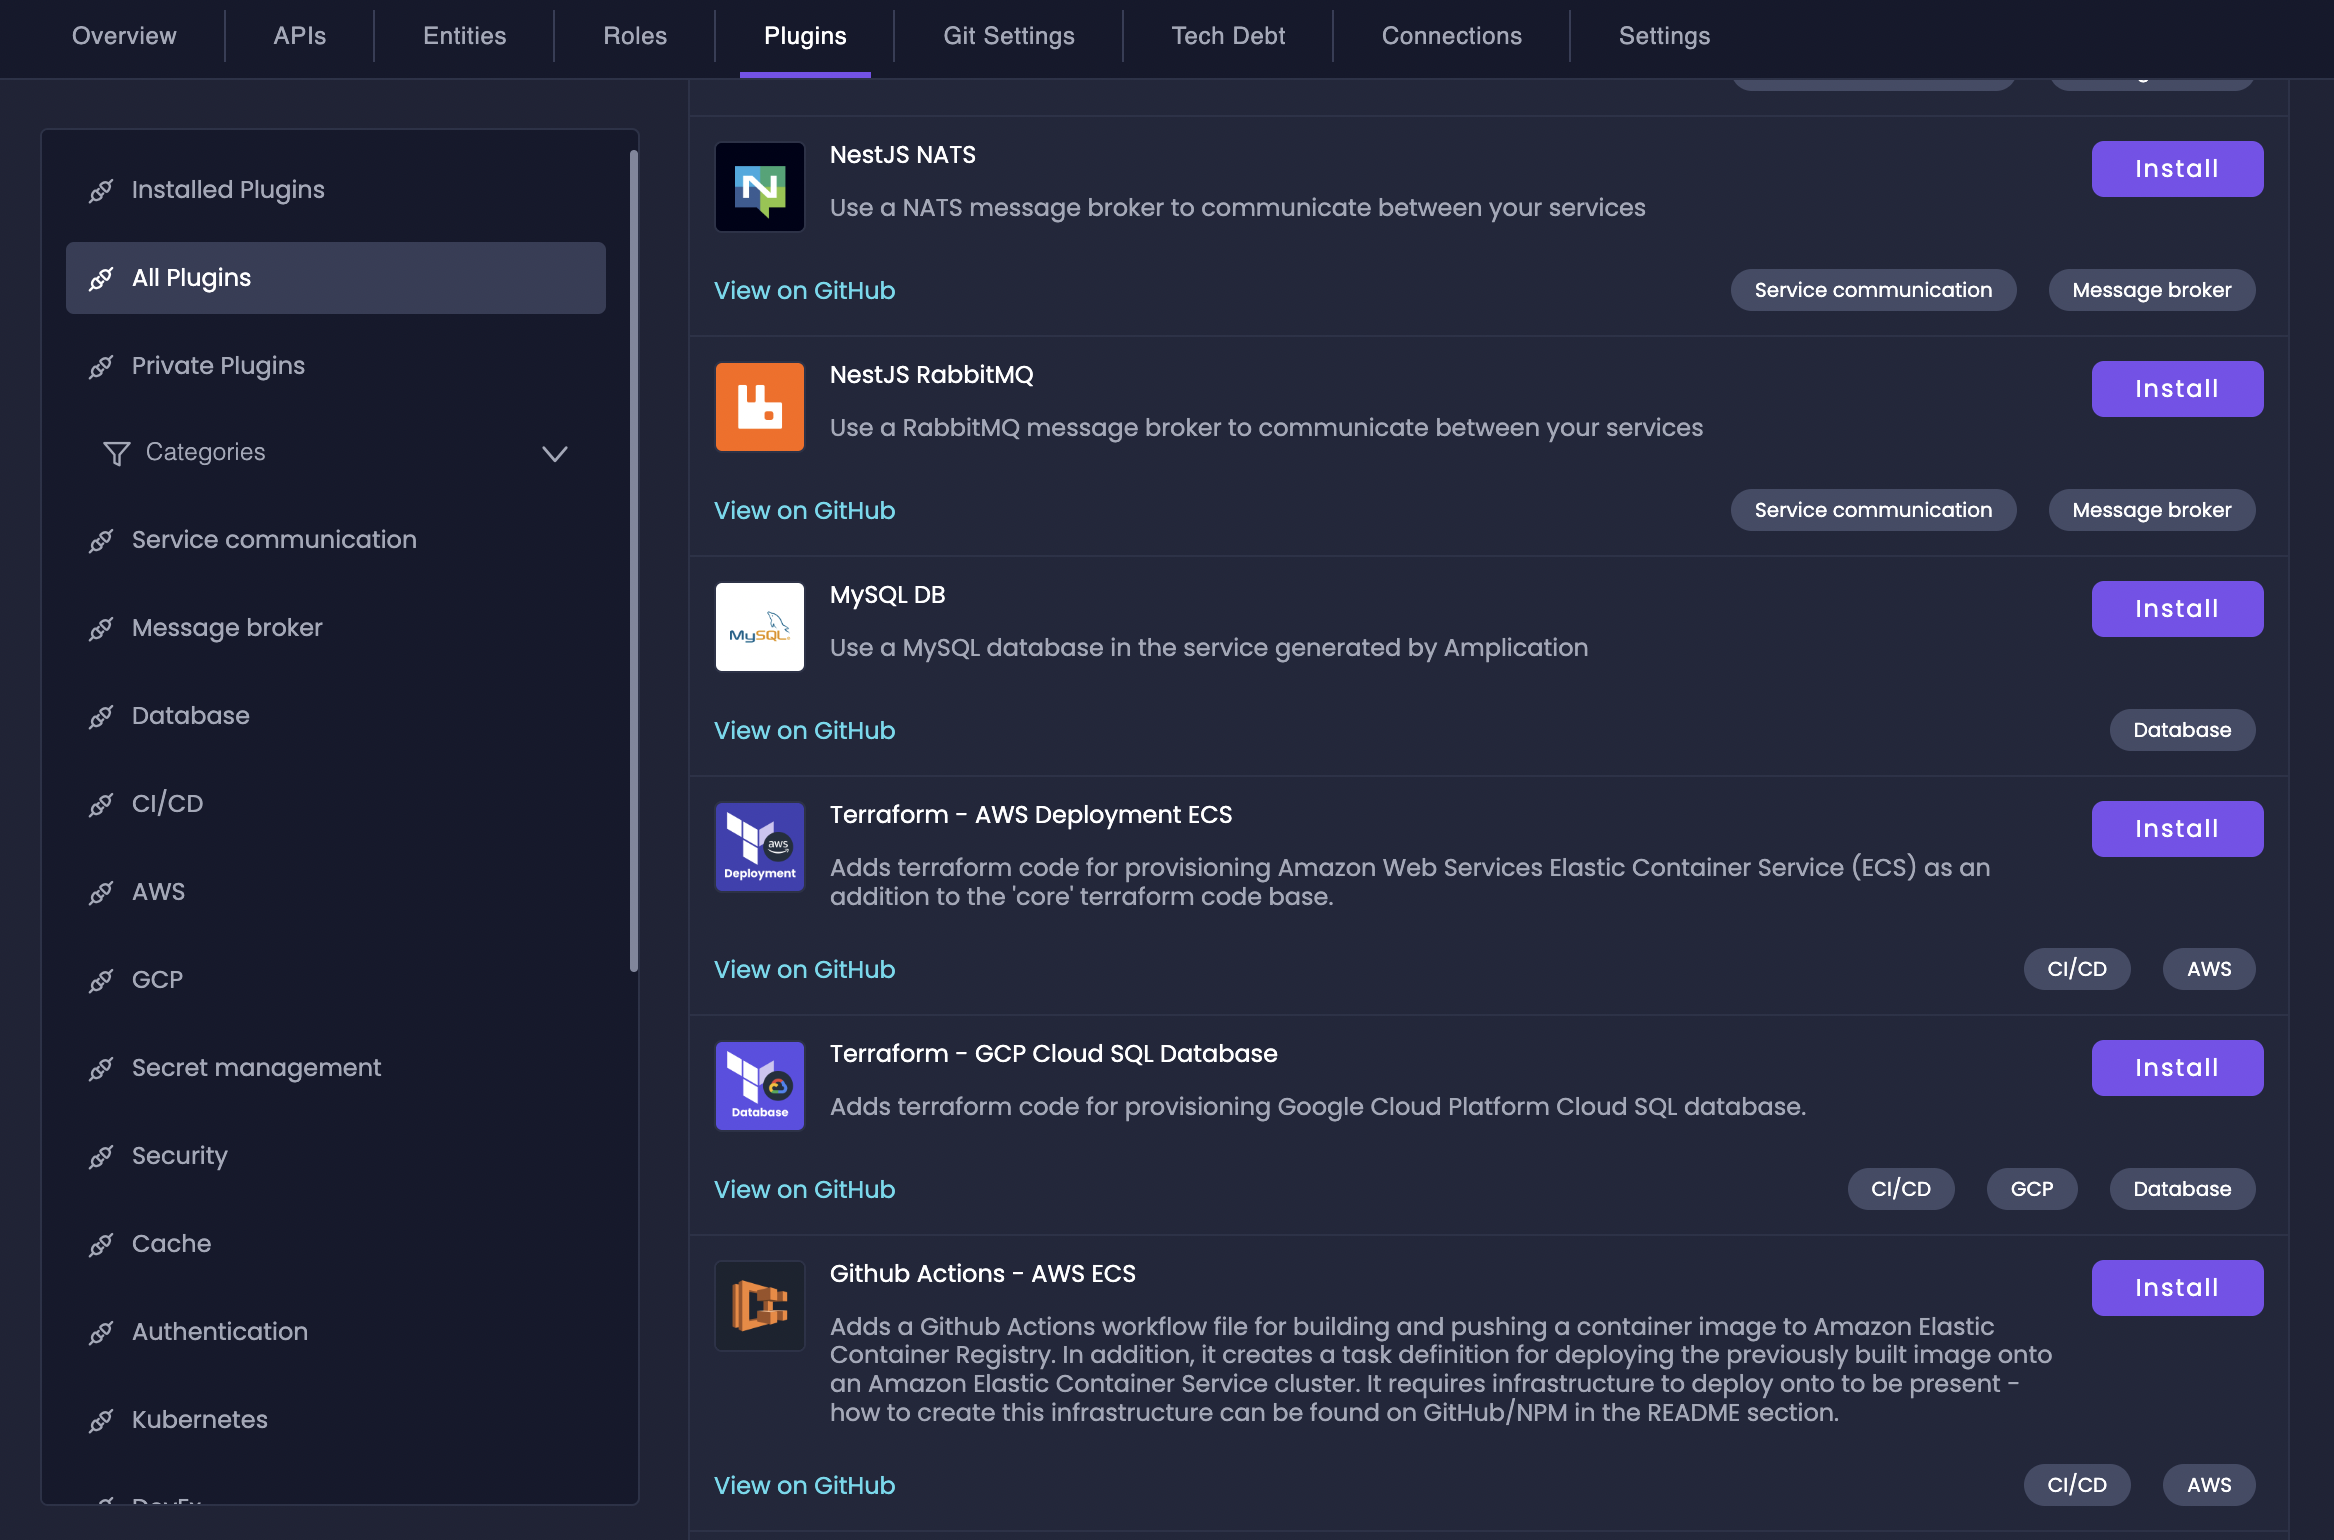 Overview
APIs
Entities
Roles
Plugins
Git Settings
Tech Debt
Connections
Settings
Installed Plugins
All Plugins
Private Plugins
Categories
Service communication
Message broker
Database
CI/CD
AWS
GCP
Secret management
Security
Cache
Authentication
Kubernetes
NestJS NATS
Install
Use a NATS message broker to communicate between your services
View on GitHub
Service communication
Message broker
NestJS RabbitMQ
Install
Use a RabbitMQ message broker to communicate between your services
View on GitHub
Service communication
Message broker
MySQL
MySQL DB
Install
Use a MySQL database in the service generated by Amplication
View on GitHub
Database
aws
Deployment
Terraform - AWS Deployment ECS
Install
Adds terraform code for provisioning Amazon Web Services Elastic Container Service (ECS) as an
addition to the 'core' terraform code base.
View on GitHub
CI/CD
AWS
Database
Terraform - GCP Cloud SQL Database
Install
Adds terraform code for provisioning Google Cloud Platform Cloud SQL database.
View on GitHub
CI/CD
GCP
Database
Github Actions - AWS ECS
Install
Adds a Github Actions workflow file for building and pushing a container image to Amazon Elastic
Container Registry. In addition, it creates a task definition for deploying the previously built image onto
an Amazon Elastic Container Service cluster. It requires infrastructure to deploy onto to be present -
how to create this infrastructure can be found on GitHub/NPM in the README section.
View on GitHub
CI/CD
AWS